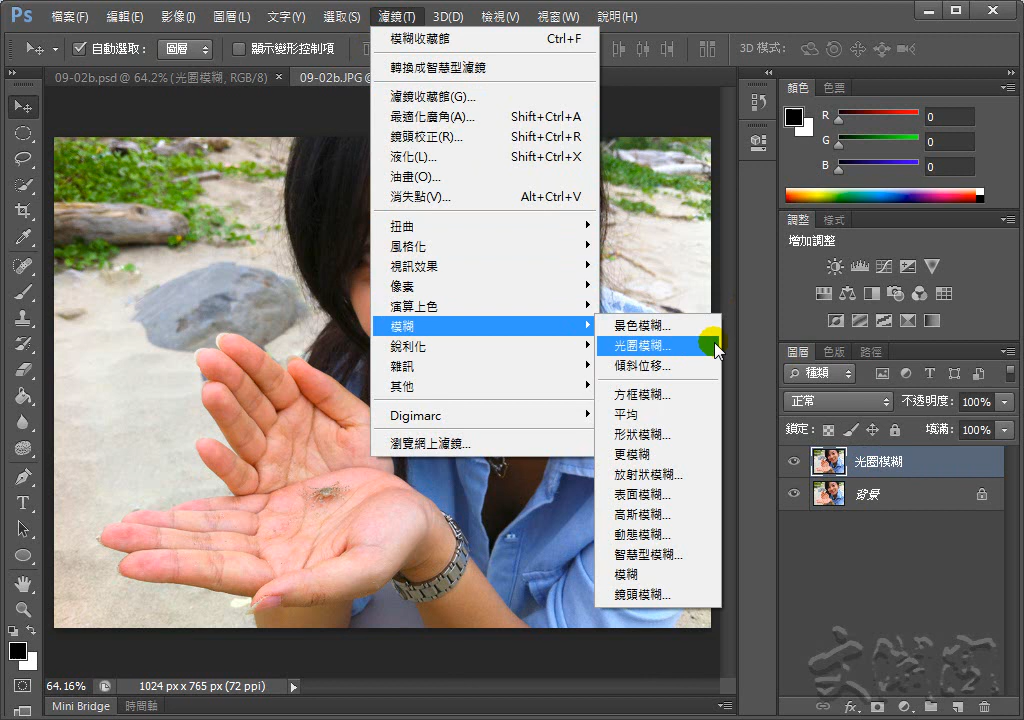 Ps 檔案(F) 編輯(E) 影像(I) 圖層(L) 文字(Y) 選取(S) 濾鏡(T) 3D(D) 檢視(V) 視窗(W) 說明(H)
自動選取： 圖層 顯示變形控制項 3D 模式：
09-02b.psd @ 64.2% (光圈模糊, RGB/8) × 09-02b.JPG @
模糊收藏館 Ctrl+F
轉換成智慧型濾鏡
濾鏡收藏館(G)...
最適化廣角(A)... Shift+Ctrl+A
鏡頭校正(R)... Shift+Ctrl+R
液化(L)... Shift+Ctrl+X
油畫(O)...
消失點(V)... Alt+Ctrl+V
扭曲
風格化
視訊效果
像素
演算上色
模糊
銳利化
雜訊
其他
Digimarc
瀏覽網上濾鏡...
景色模糊...
光圈模糊...
傾斜位移...
方框模糊...
平均
形狀模糊...
更模糊
放射狀模糊...
表面模糊...
高斯模糊...
動態模糊...
智慧型模糊...
模糊
鏡頭模糊...
顏色 色票
R 0
G 0
B 0
調整 樣式
增加調整
圖層 色版 路徑
種類
正常 不透明度： 100%
鎖定： 填滿： 100%
光圈模糊
背景
64.16% 1024 px x 765 px (72 ppi)
Mini Bridge 時間軸